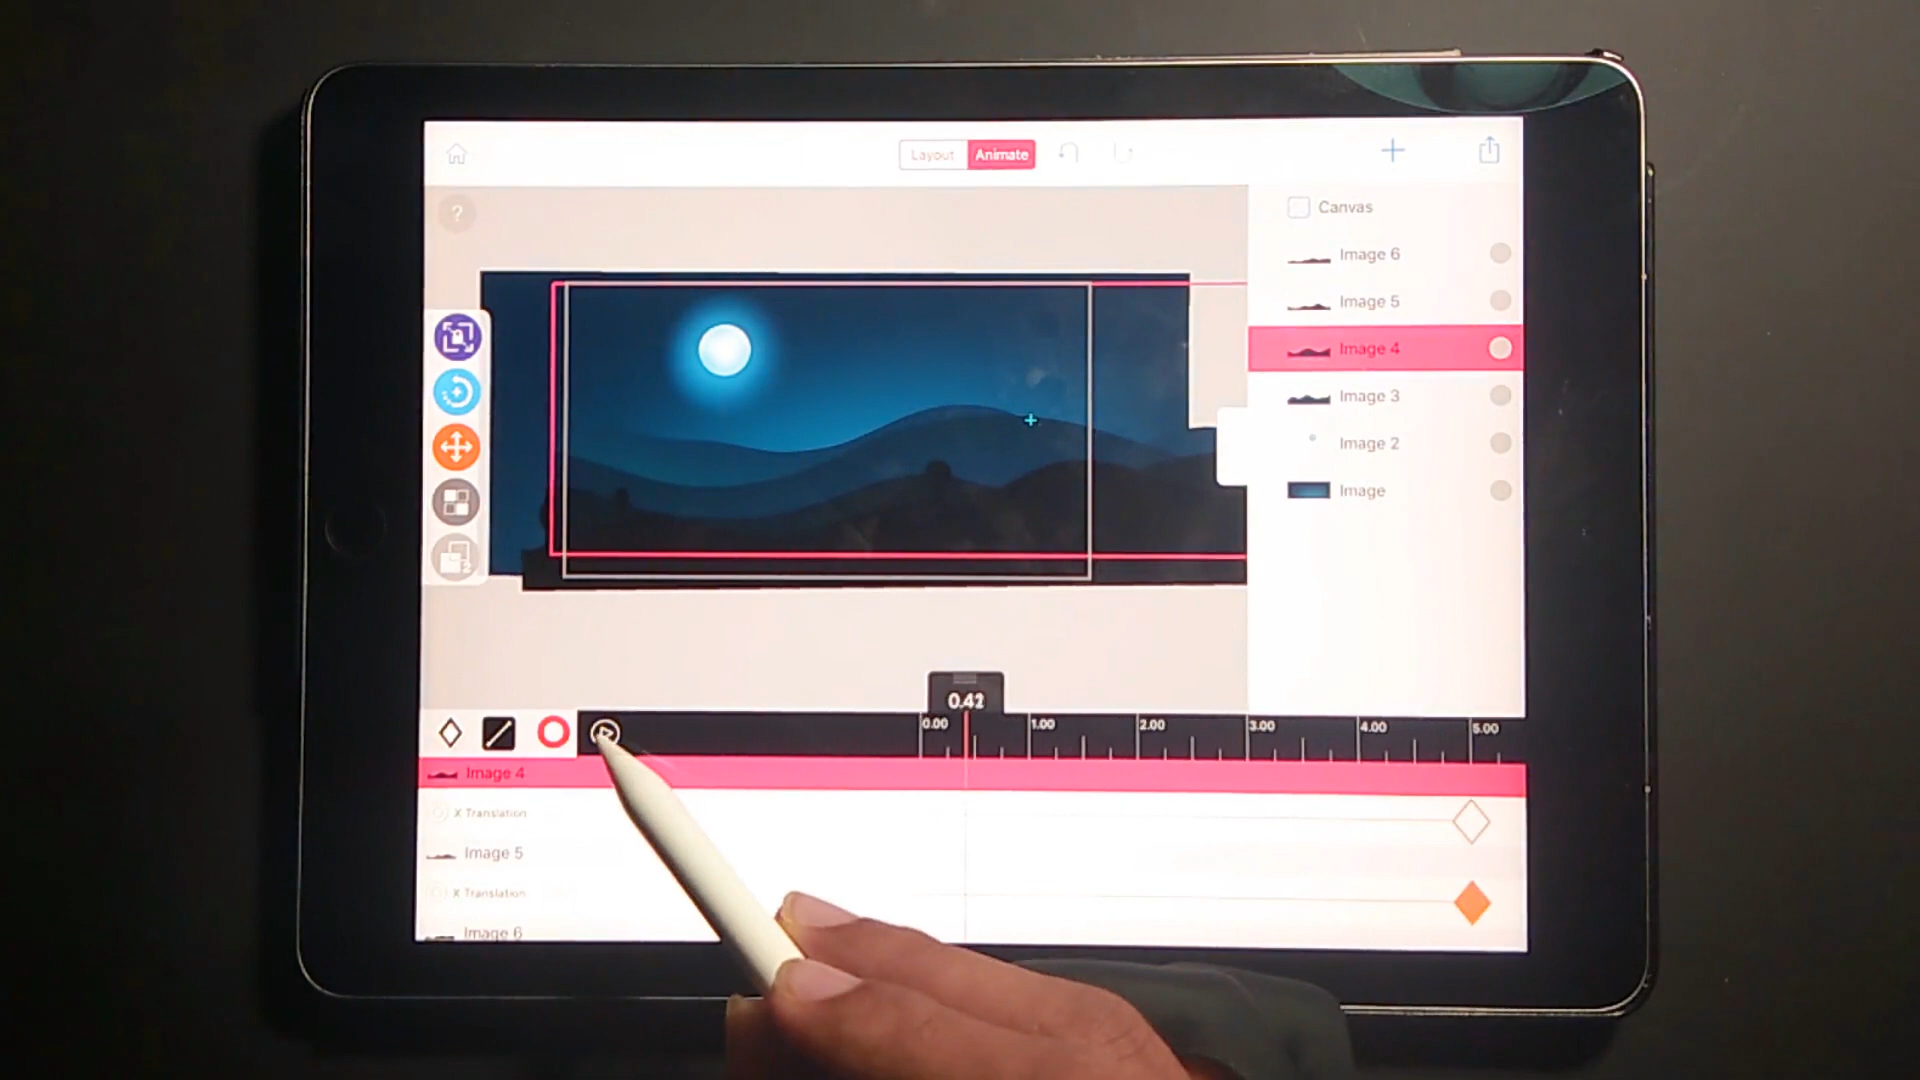 Layout Animate
?
Canvas
Image 6
Image 5
Image 4
Image 3
Image 2
Image
2
0.42
0.00 1.00 2.00 3.00 4.00 5.00
Image 4
X Translation
Image 5
X Translation
Image 6